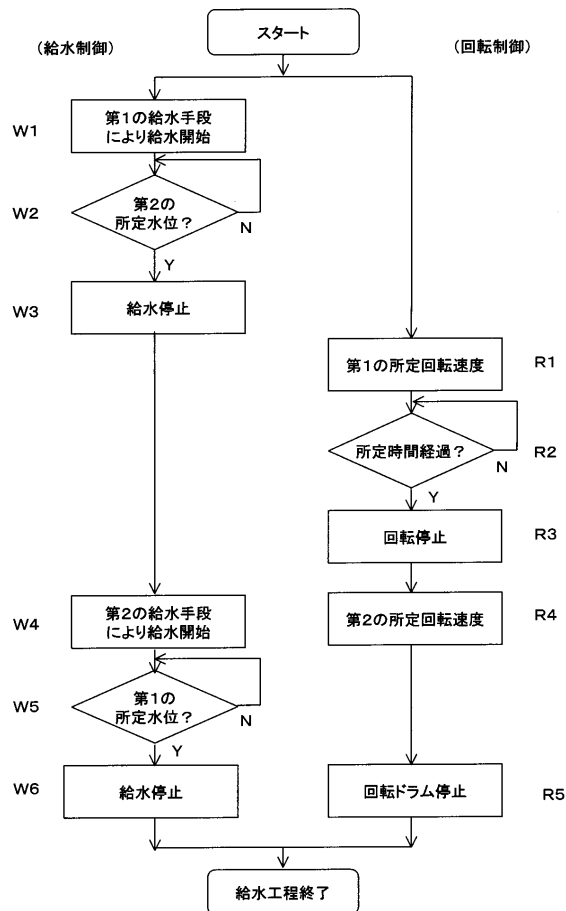 スタート
(給水制御)
(回転制御)
W1
第1の給水手段
により給水開始
W2
第2の
所定水位?
N
Y
W3
給水停止
第1の所定回転速度
R1
所定時間経過?
R2
N
Y
回転停止
R3
W4
第2の給水手段
により給水開始
第2の所定回転速度
R4
W5
第1の
所定水位?
N
Y
W6
給水停止
回転ドラム停止
R5
給水工程終了